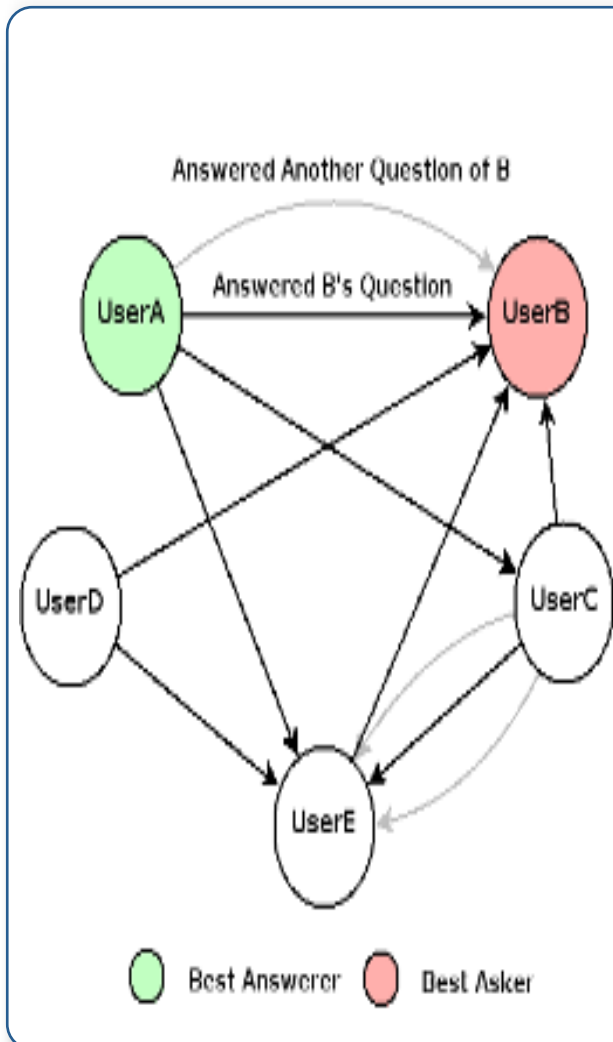 Answered Another Question of B
Answered B's Question
UserA
UserB
UserD
UserC
UserE
Best Answerer
Best Asker